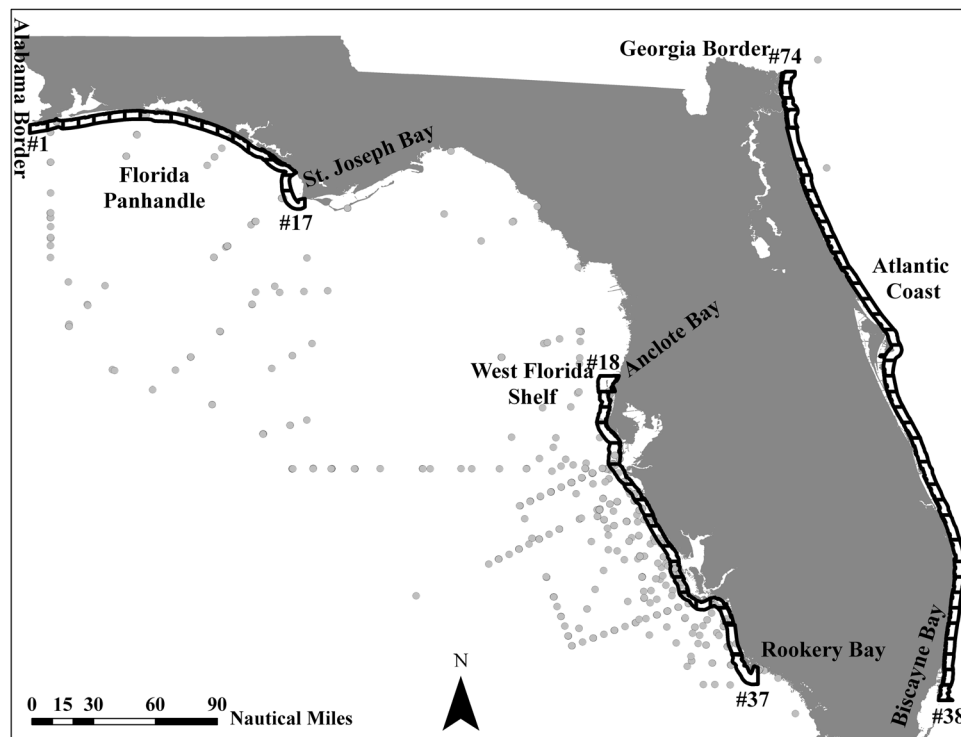 Georgia Border
#74
Alabama Border
#1
St. Joseph Bay
Florida
Panhandle
#17
Atlantic
Coast
Anclote Bay
#18
West Florida
Shelf
Rookery Bay
Biscayne Bay
N
#37
#38
0 15 30 60 90
Nautical Miles